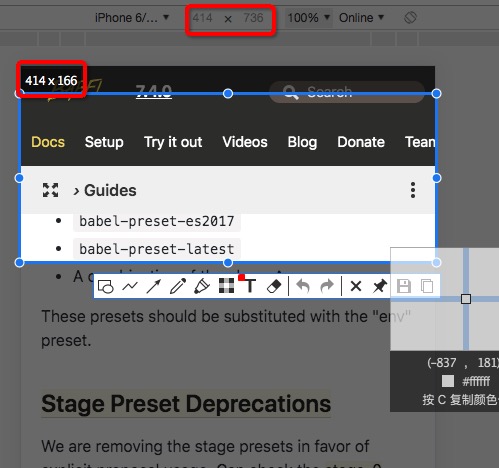 iPhone 6/... 414 × 736 100% Online
414 x 166
BABEL 7.4.0 Search
Docs Setup Try it out Videos Blog Donate Team
› Guides
babel-preset-es2017
babel-preset-latest
These presets should be substituted with the "env"
preset.
(-837 , 181)
#ffffff
按 C 复制颜色
Stage Preset Deprecations
We are removing the stage presets in favor of
explicit proposal usage. Can check the stage-0